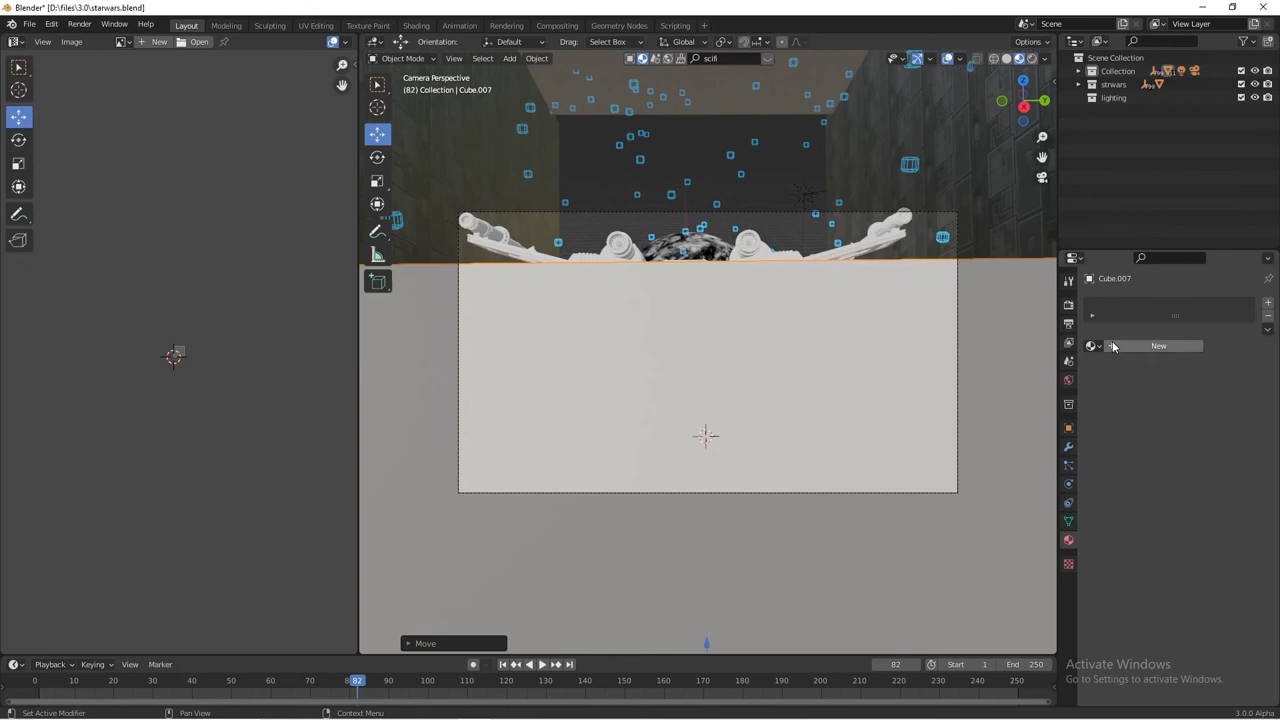 Blender* [D:\files\3.0\starwars.blend]
File Edit Render Window Help Layout Modeling Sculpting UV Editing Texture Paint Shading Animation Rendering Compositing Geometry Nodes Scripting + Scene View Layer
View Image New Open Orientation: Default Drag: Select Box Global Options
Object Mode View Select Add Object scifi
Scene Collection
Camera Perspective
(82) Collection | Cube.007
Collection
strwars
lighting
X
Y
Z
Cube.007
New
Move
Playback Keying View Marker 82 Start 1 End 250
0 10 20 30 40 50 60 70 8 82 90 100 110 120 130 140 150 160 170 180 190 200 210 220 230 240 250
Activate Windows
Go to Settings to activate Windows.
Set Active Modifier Pan View Context Menu 3.0.0 Alpha